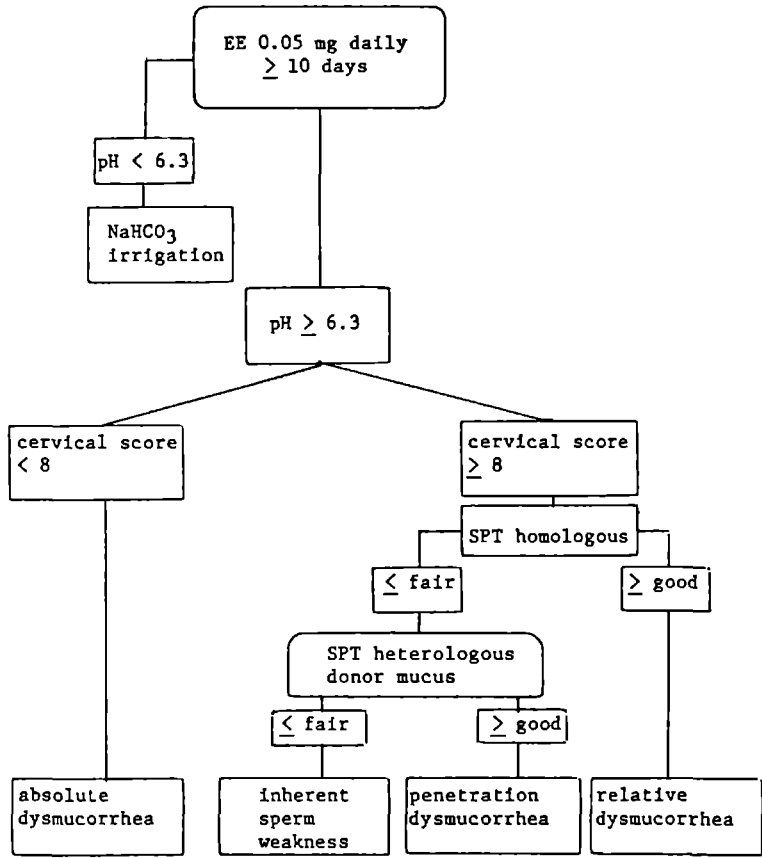 EE 0.05 mg daily
≥ 10 days
pH < 6.3
NaHCO3
irrigation
pH ≥ 6.3
cervical score
< 8
cervical score
≥ 8
SPT homologous
≤ fair
≥ good
SPT heterologous
donor mucus
≤ fair
≥ good
absolute
dysmucorrhea
inherent
sperm
weakness
penetration
dysmucorrhea
relative
dysmucorrhea